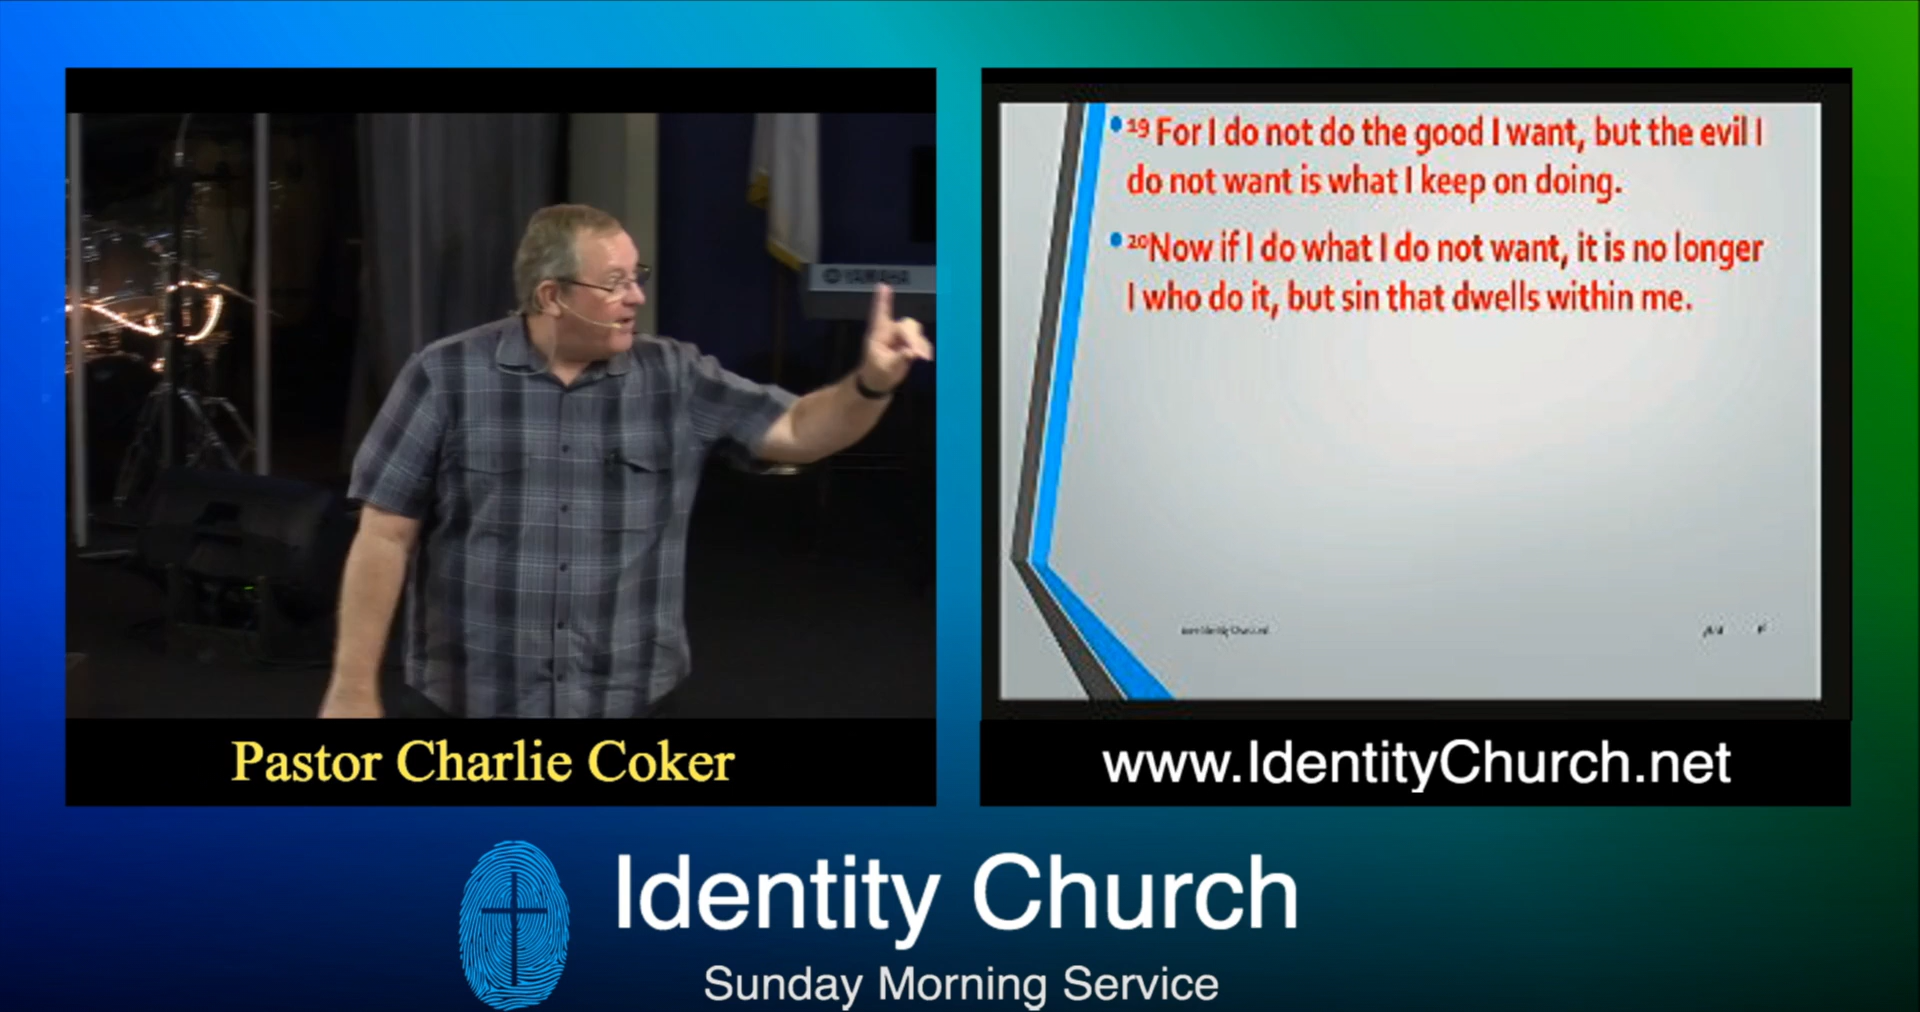 19 For I do not do the good I want, but the evil I
do not want is what I keep on doing.
20Now if I do what I do not want, it is no longer
I who do it, but sin that dwells within me.
YAMAHA
Pastor Charlie Coker
www.IdentityChurch.net
Identity Church
Sunday Morning Service